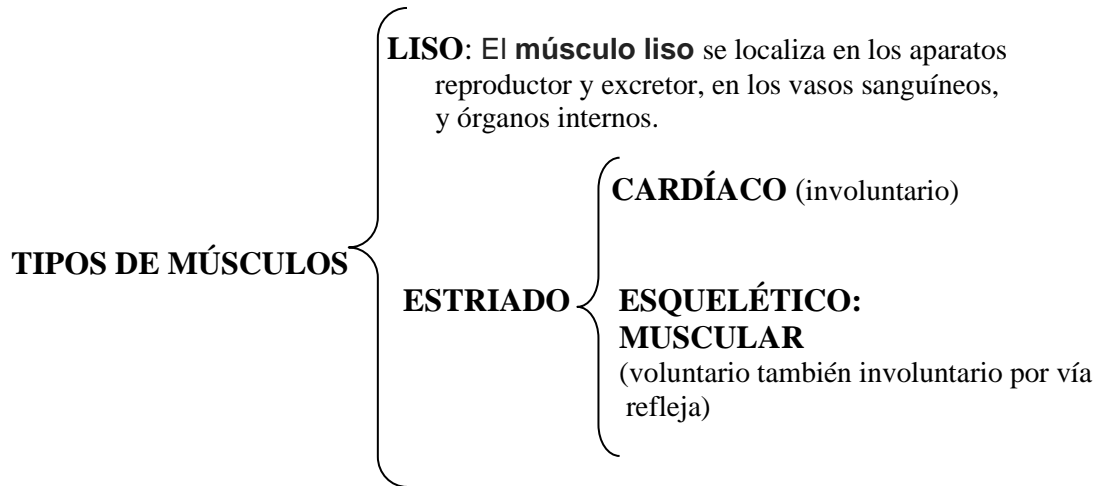 LISO: El músculo liso se localiza en los aparatos
reproductor y excretor, en los vasos sanguíneos,
y órganos internos.
CARDÍACO (involuntario)
TIPOS DE MÚSCULOS
ESTRIADO
ESQUELÉTICO:
MUSCULAR
(voluntario también involuntario por vía
refleja)